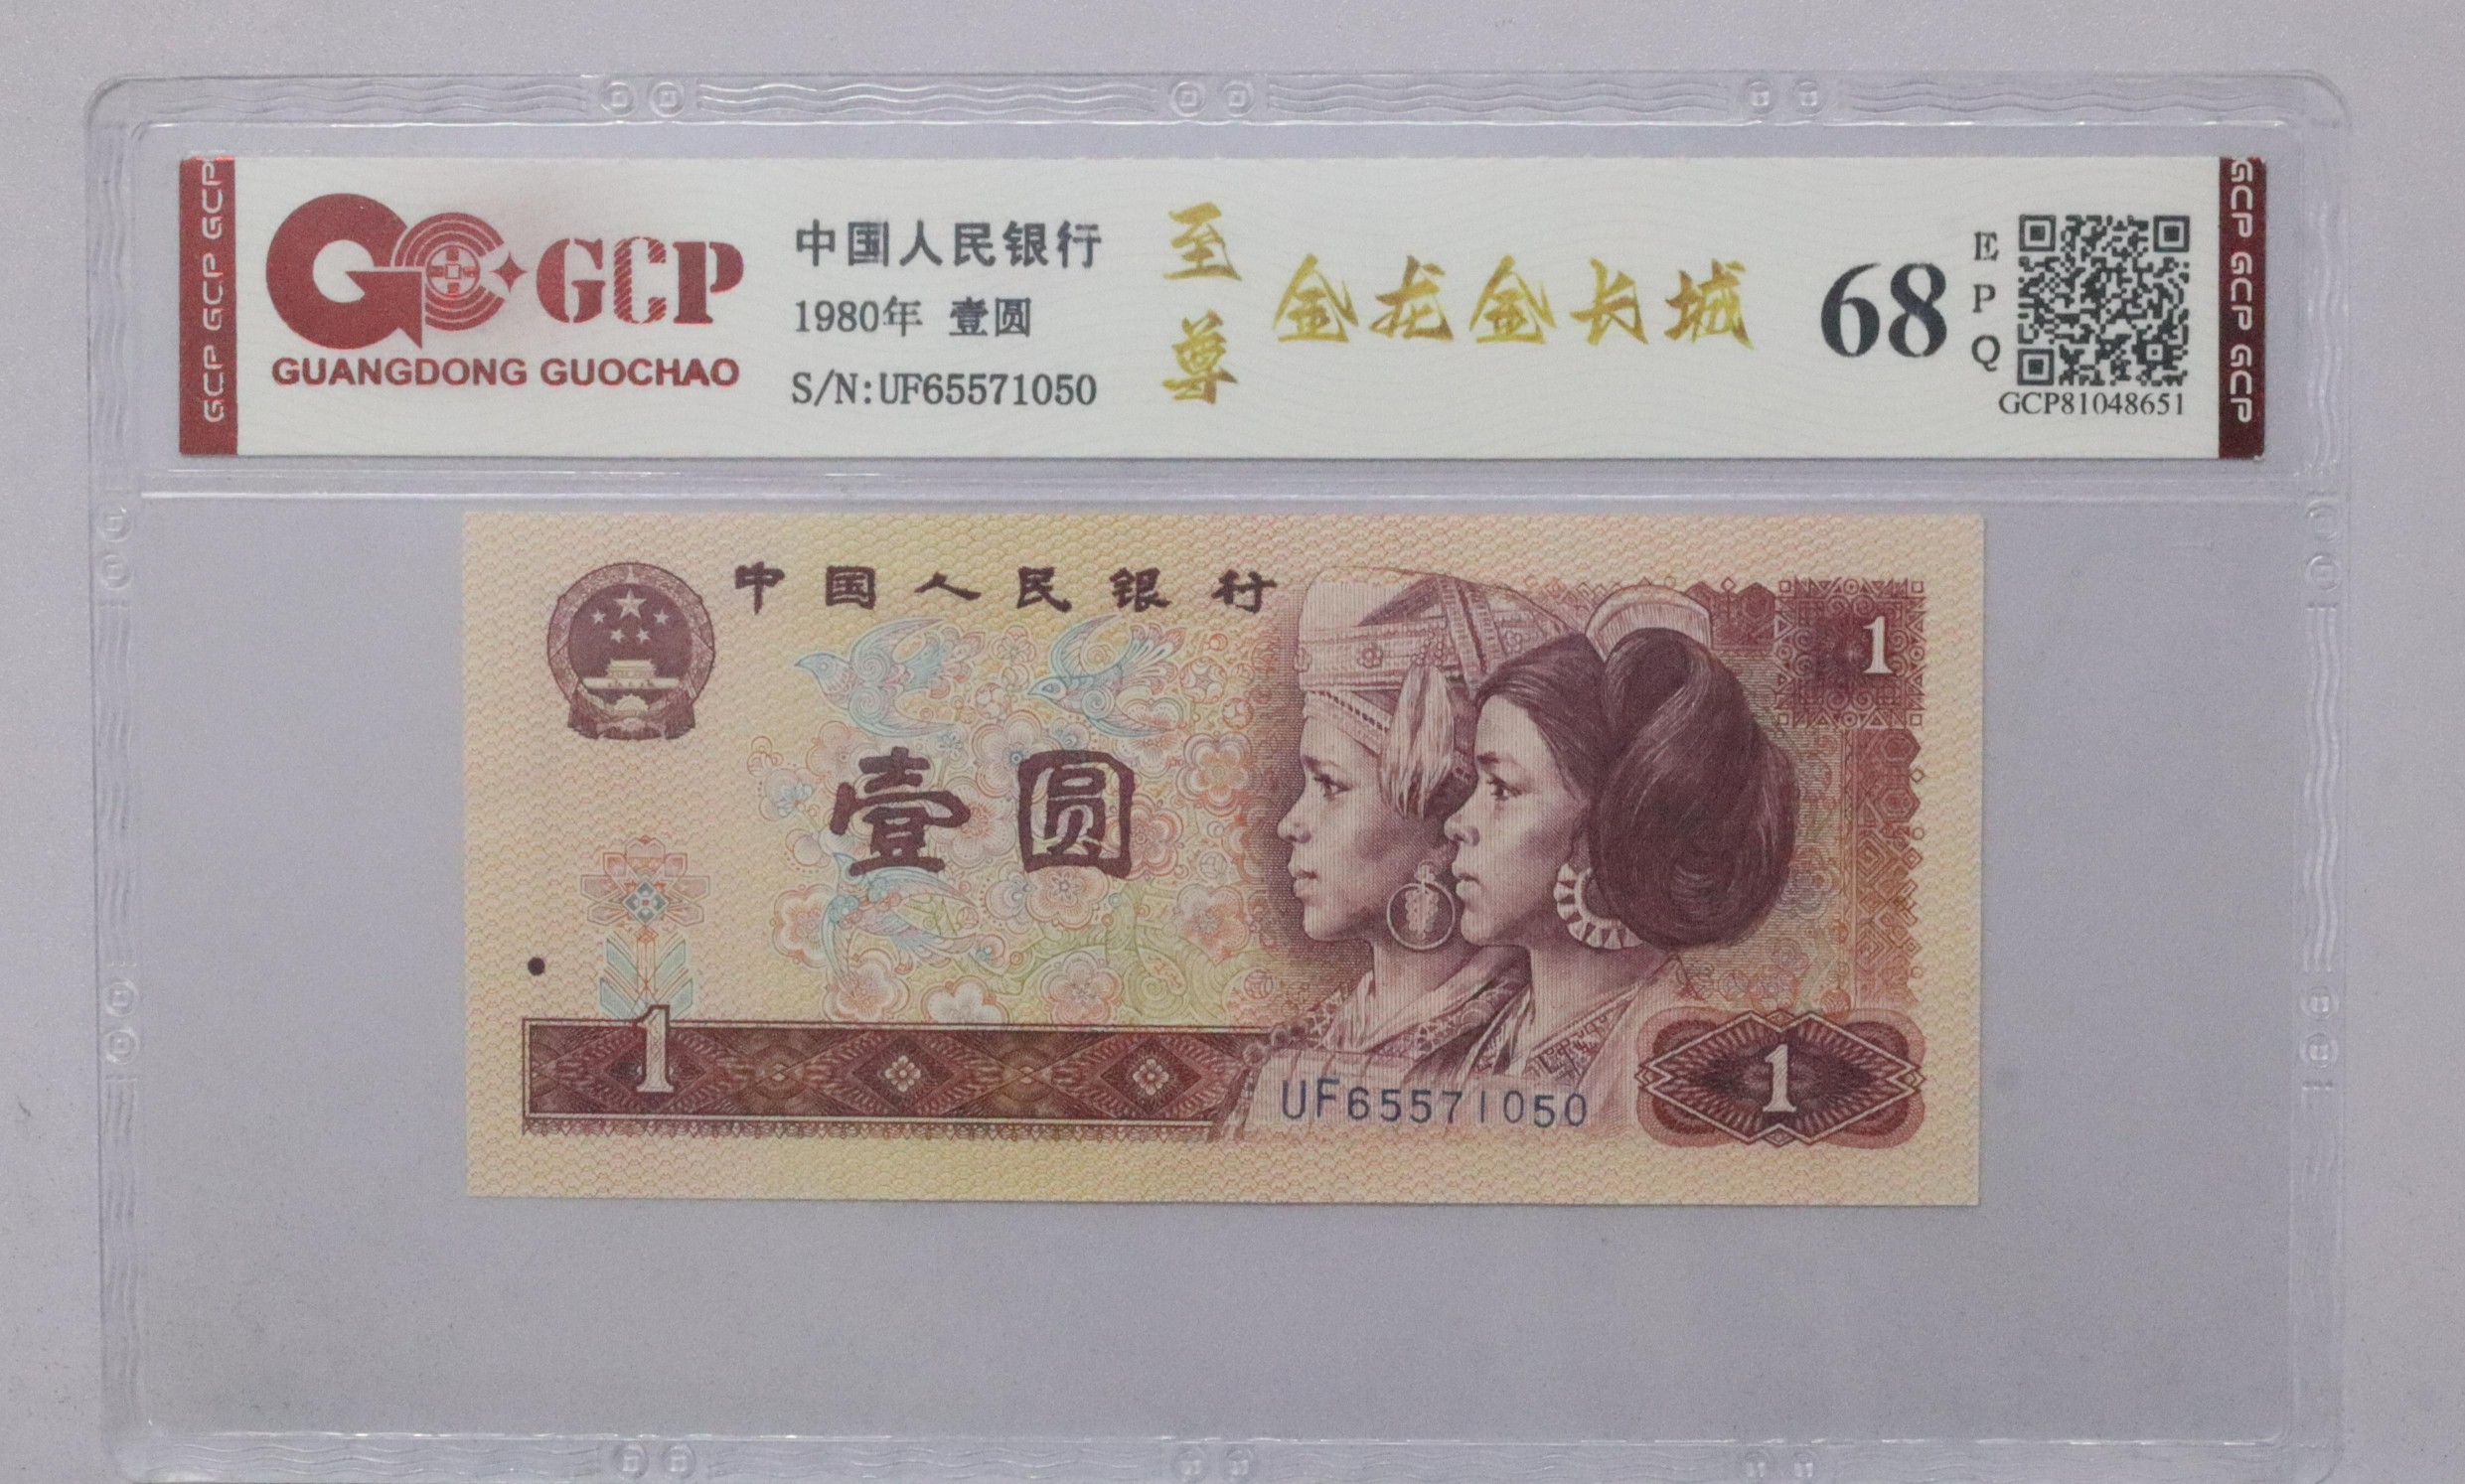 GCP GCP GCP
GCP
GUANGDONG GUOCHAO
中国人民银行
1980年 壹圆
S/N:UF65571050
至尊
金龙金长城
68
EPQ
GCP81048651
GCP GCP GCP
中国人民银行
1
壹圆
1
UF65571050
1